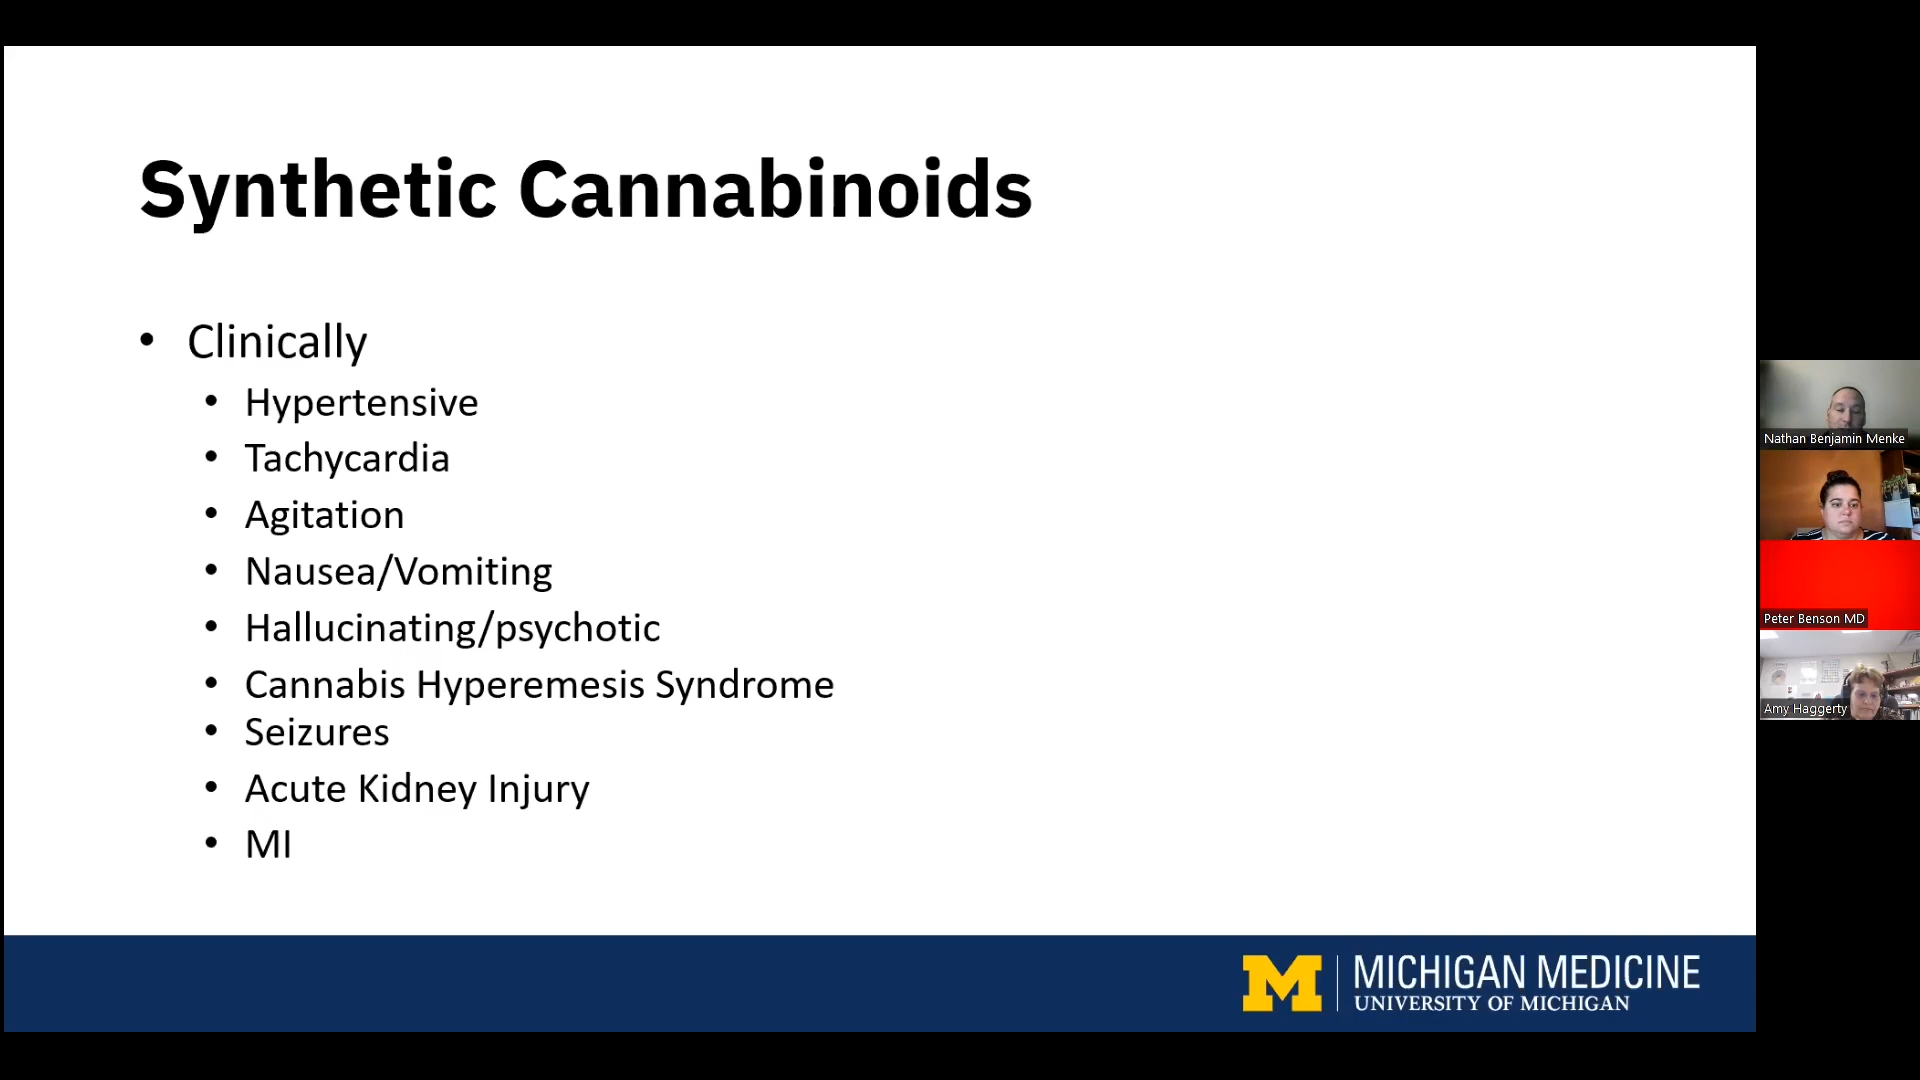 Synthetic Cannabinoids
• Clinically
• Hypertensive
• Tachycardia
• Agitation
• Nausea/Vomiting
• Hallucinating/psychotic
• Cannabis Hyperemesis Syndrome
• Seizures
• Acute Kidney Injury
• MI
M | MICHIGAN MEDICINE
UNIVERSITY OF MICHIGAN
Nathan Benjamin Menke
Peter Benson MD
Amy Haggerty